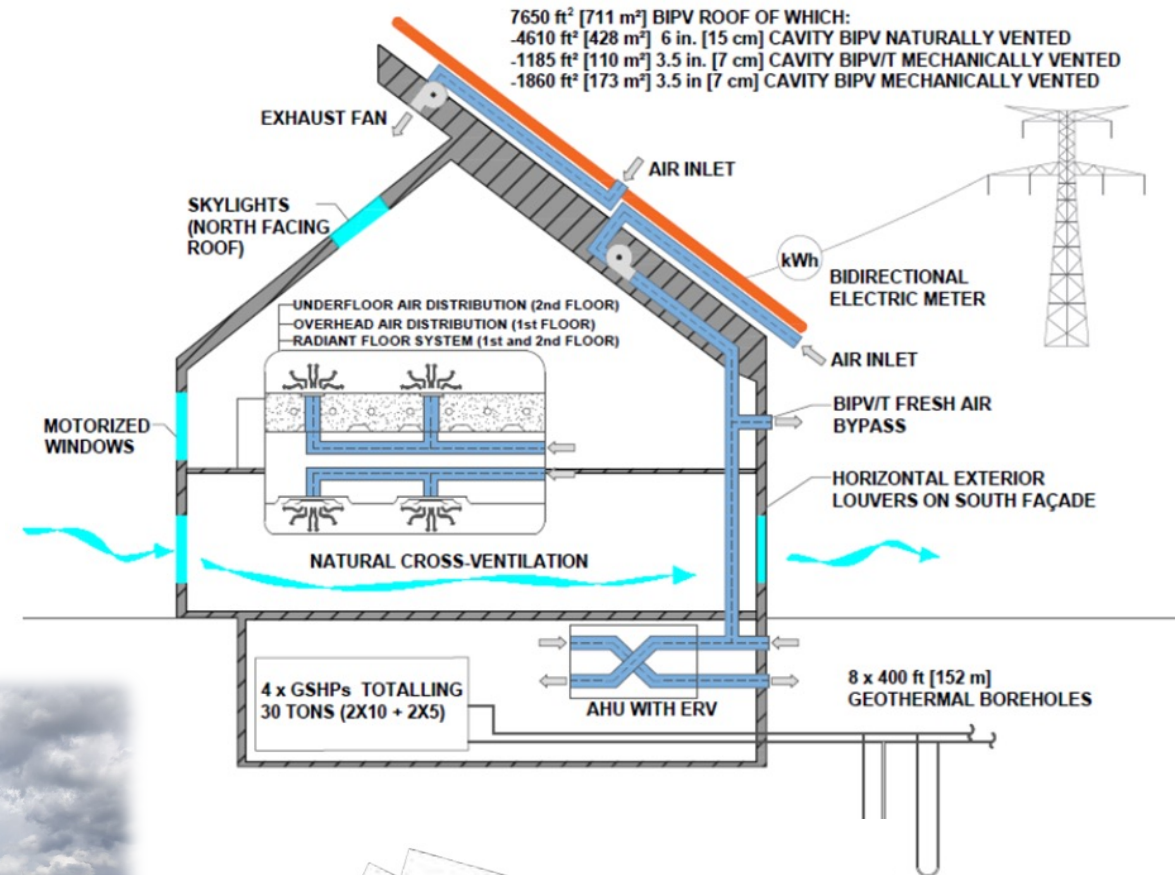 7650 ft² [711 m²] BIPV ROOF OF WHICH:
-4610 ft² [428 m²] 6 in. [15 cm] CAVITY BIPV NATURALLY VENTED
-1185 ft² [110 m²] 3.5 in. [7 cm] CAVITY BIPV/T MECHANICALLY VENTED
-1860 ft² [173 m²] 3.5 in [7 cm] CAVITY BIPV MECHANICALLY VENTED
EXHAUST FAN
AIR INLET
SKYLIGHTS
(NORTH FACING
ROOF)
kWh
BIDIRECTIONAL
ELECTRIC METER
UNDERFLOOR AIR DISTRIBUTION (2nd FLOOR)
OVERHEAD AIR DISTRIBUTION (1st FLOOR)
RADIANT FLOOR SYSTEM (1st and 2nd FLOOR)
AIR INLET
MOTORIZED
WINDOWS
BIPV/T FRESH AIR
BYPASS
HORIZONTAL EXTERIOR
LOUVERS ON SOUTH FAÇADE
NATURAL CROSS-VENTILATION
4 x GSHPs TOTALLING
30 TONS (2X10 + 2X5)
AHU WITH ERV
8 x 400 ft [152 m]
GEOTHERMAL BOREHOLES